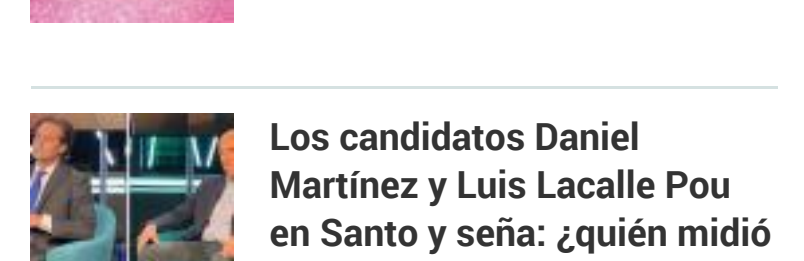 Los candidatos Daniel
Martínez y Luis Lacalle Pou
en Santo y seña: ¿quién midió